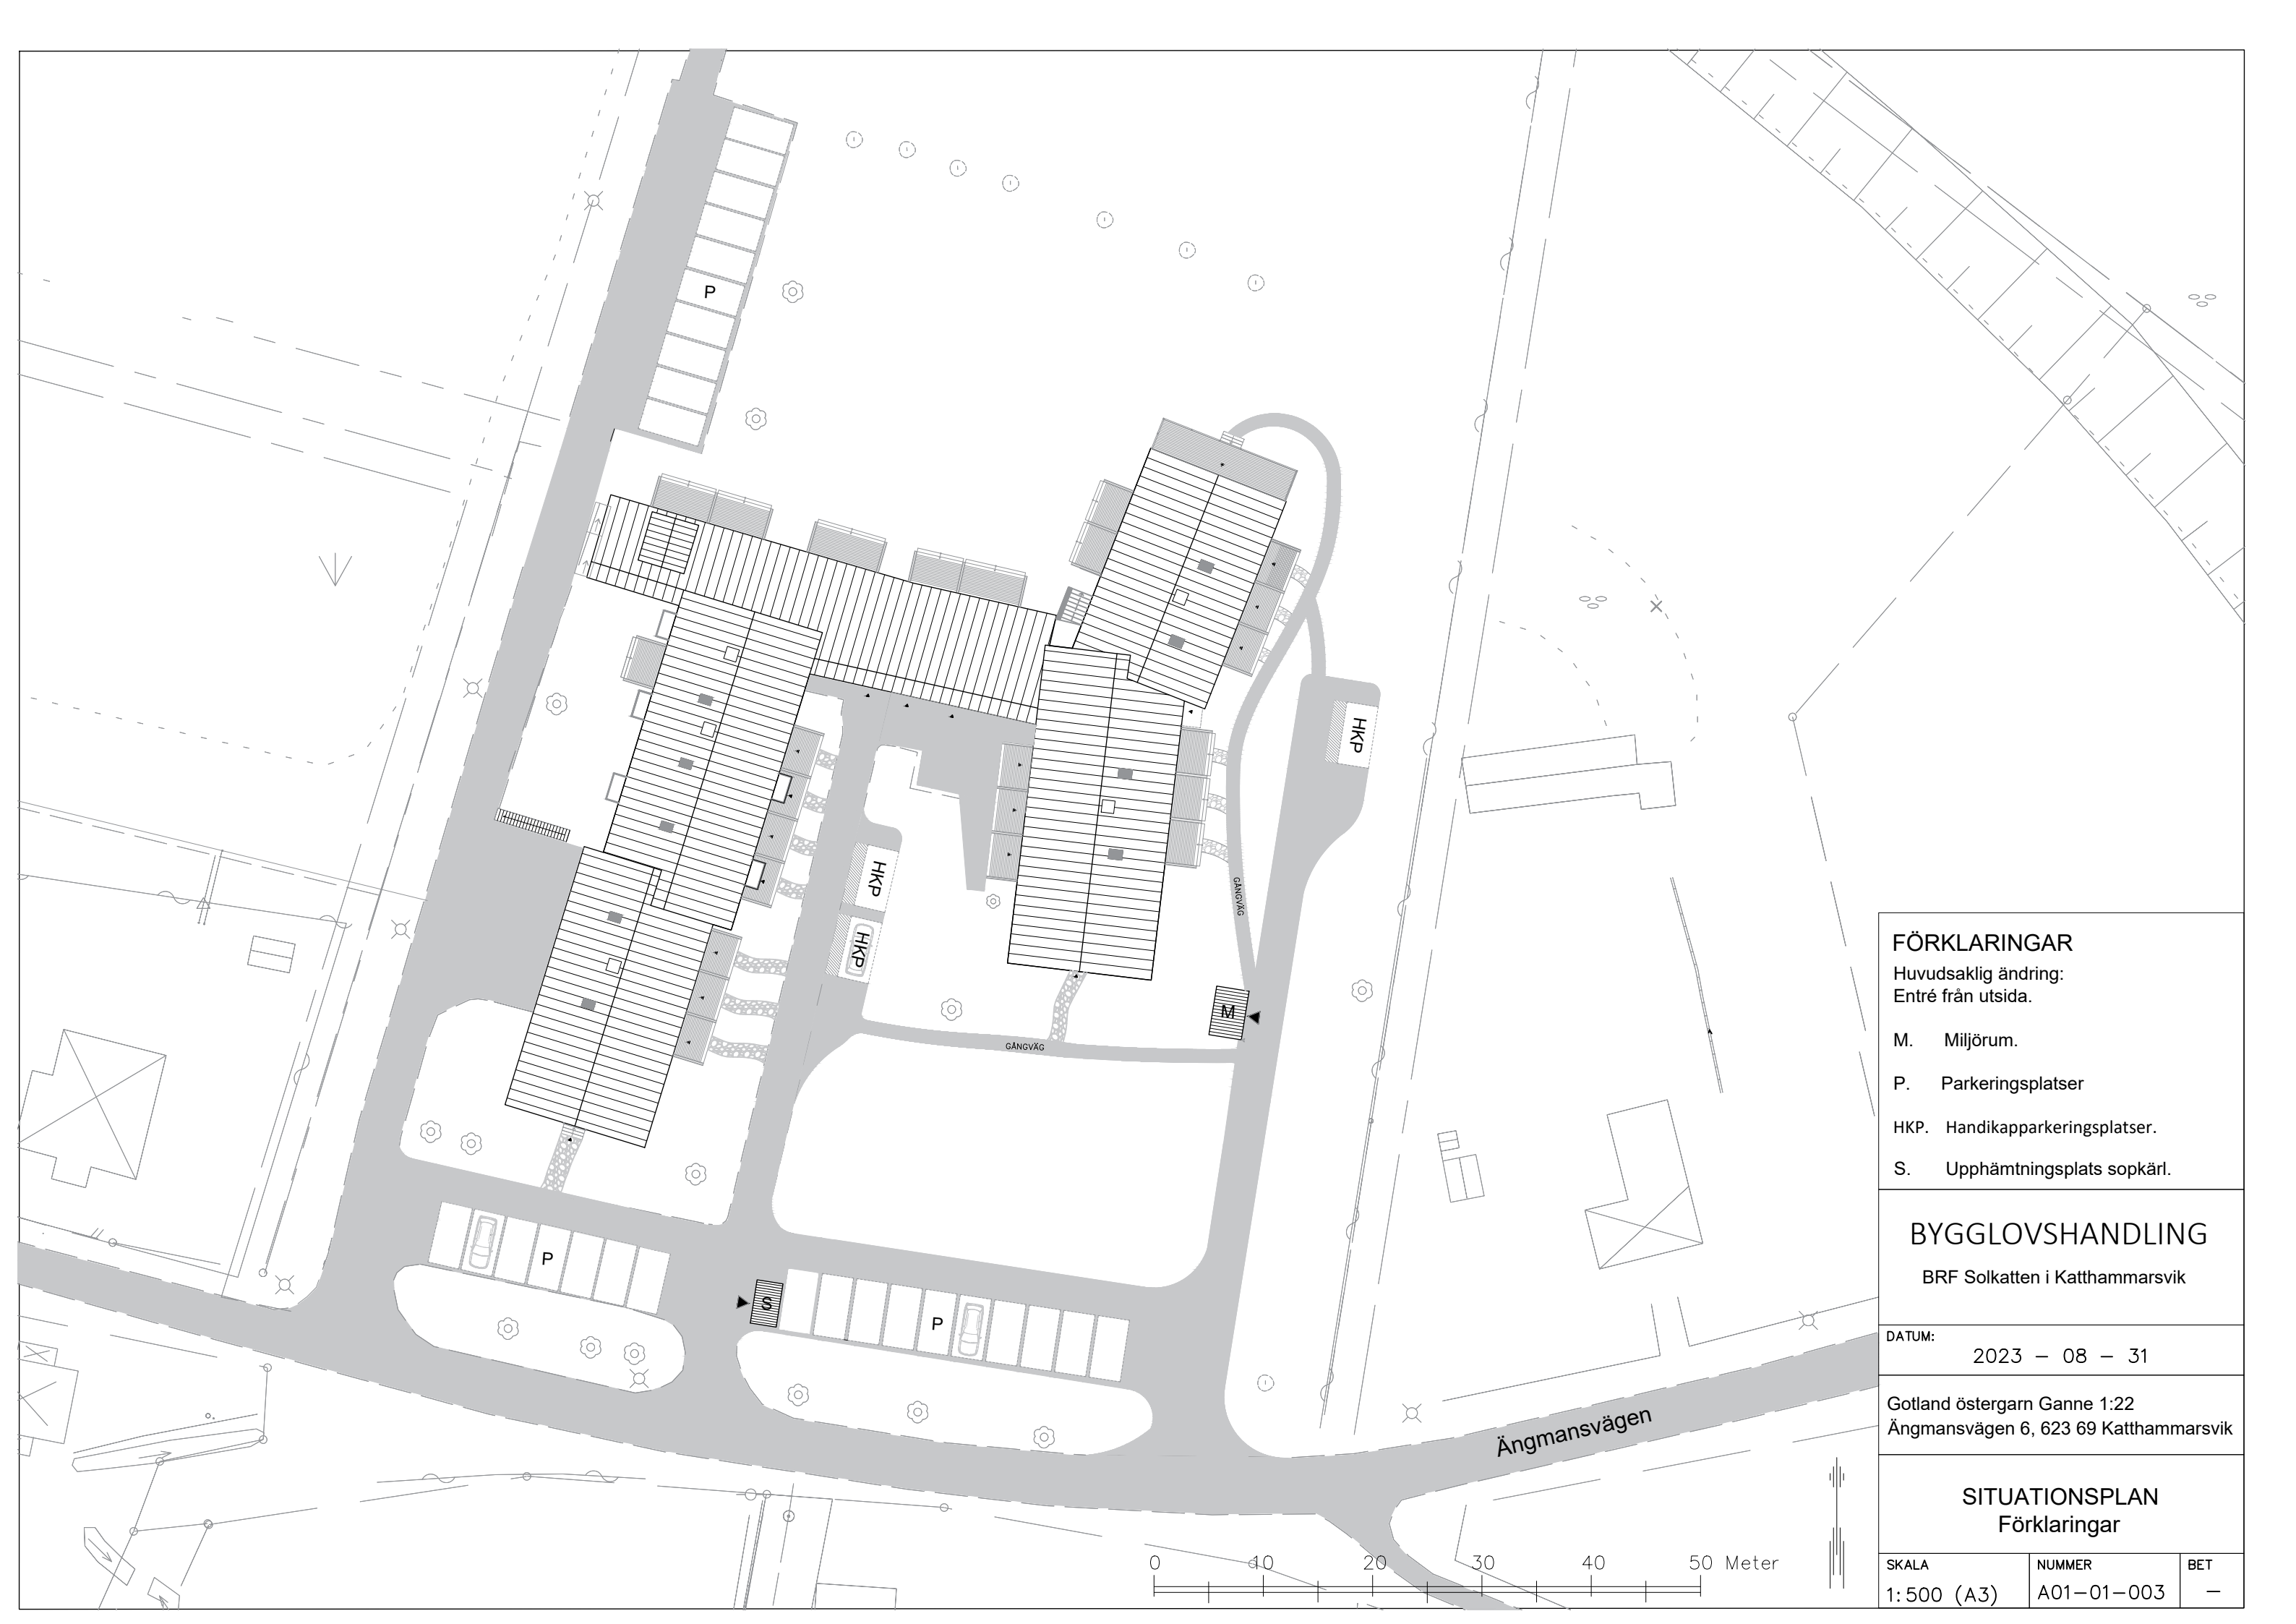 P
HKP
HKP
HKP
GÅNGVÄG
M
GÅNGVÄG
P
S
P
Ängmansvägen
0 10 20 30 40 50 Meter
FÖRKLARINGAR
Huvudsaklig ändring:
Entré från utsida.
M. Miljörum.
P. Parkeringsplatser
HKP. Handikapparkeringsplatser.
S. Upphämtningsplats sopkärl.
BYGGLOVSHANDLING
BRF Solkatten i Katthammarsvik
DATUM:
2023 – 08 – 31
Gotland östergarn Ganne 1:22
Ängmansvägen 6, 623 69 Katthammarsvik
SITUATIONSPLAN
Förklaringar
SKALA NUMMER BET
1:500 (A3) A01-01-003 –